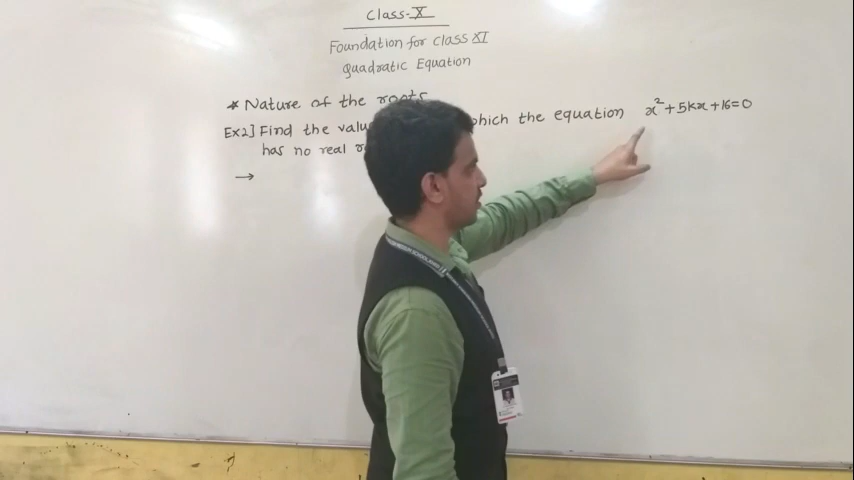 Class-X
Foundation for class XI
Quadratic Equation
* Nature of the roots
Ex2] Find the valu which the equation x²+5kx+16=0
has no real
→